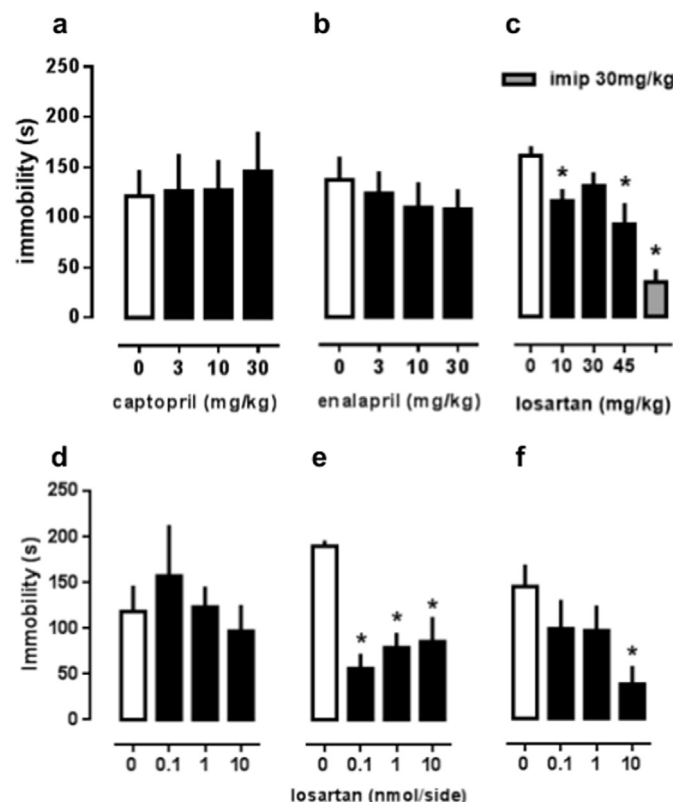 a b c
250
200
150
100
50
0
immobility (s)
imip 30mg/kg
* * *
0 3 10 30
captopril (mg/kg)
0 3 10 30
enalapril (mg/kg)
0 10 30 45
losartan (mg/kg)
d e f
250
200
150
100
50
0
Immobility (s)
* * *
*
0 0.1 1 10
0 0.1 1 10
0 0.1 1 10
losartan (nmol/side)